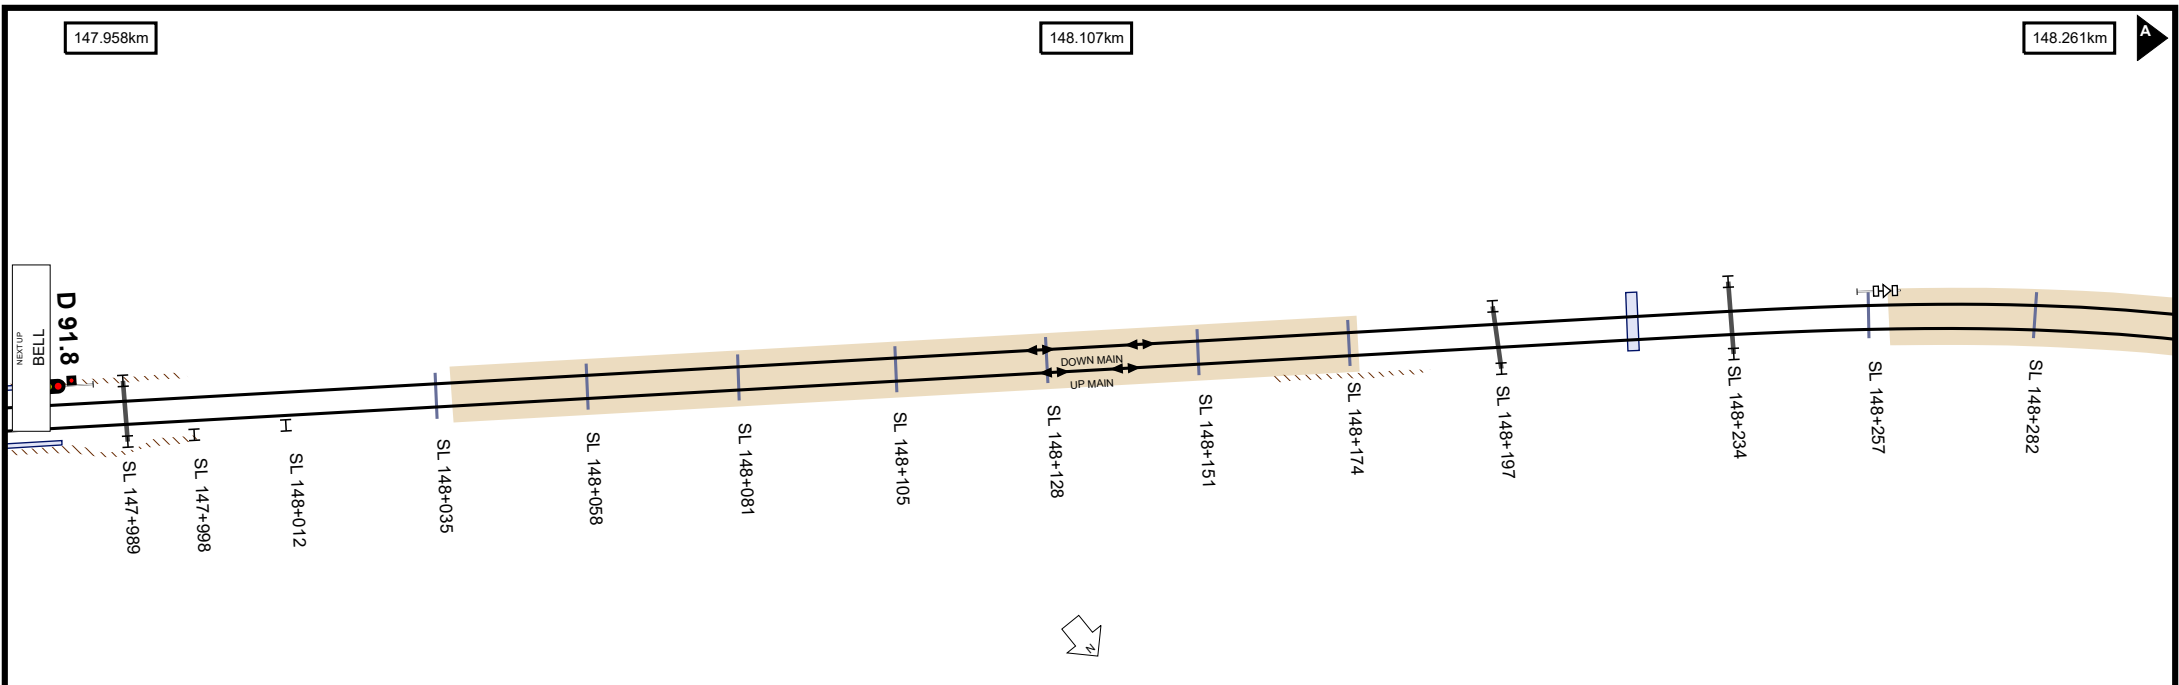 147.958km
148.107km
148.261km
A
NEXT UP
BELL
D 91.8
DOWN MAIN
UP MAIN
SL 147+989
SL 147+998
SL 148+012
SL 148+035
SL 148+058
SL 148+081
SL 148+105
SL 148+128
SL 148+151
SL 148+174
SL 148+197
SL 148+234
SL 148+257
SL 148+282
N